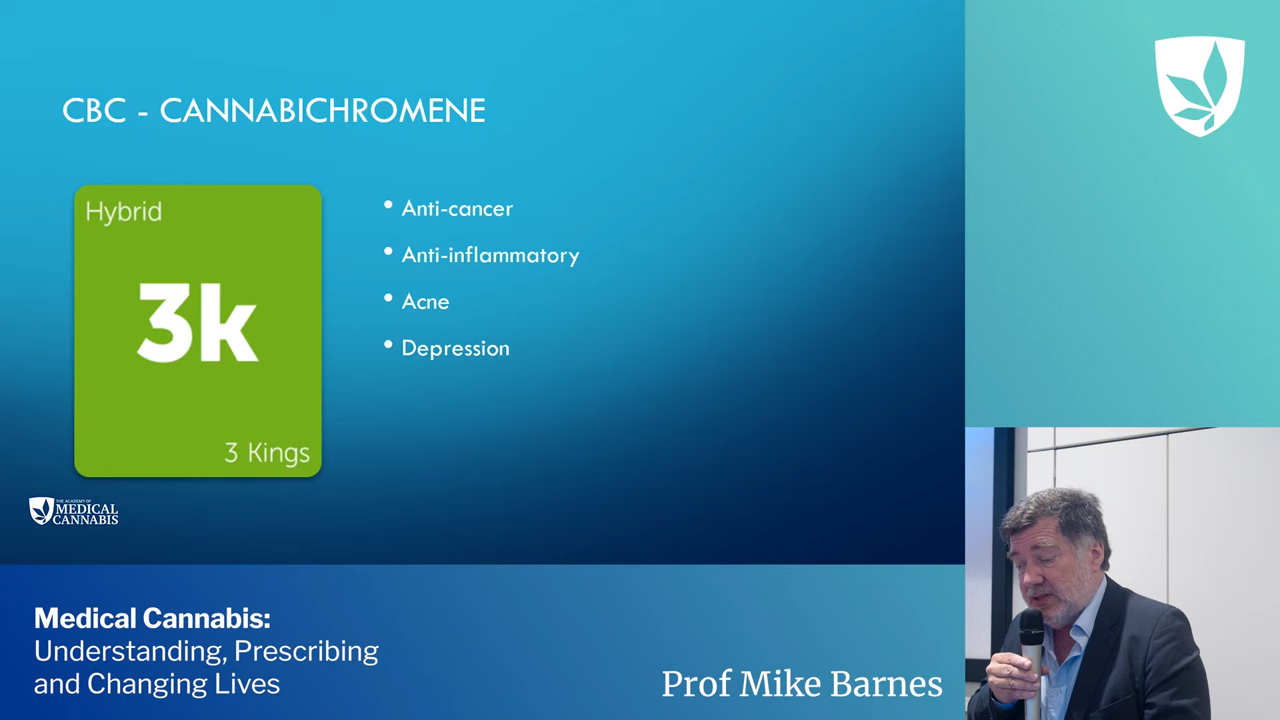 CBC - CANNABICHROMENE
Hybrid
3k
3 Kings
• Anti-cancer
• Anti-inflammatory
• Acne
• Depression
THE ACADEMY OF
MEDICAL
CANNABIS
Medical Cannabis:
Understanding, Prescribing
and Changing Lives
Prof Mike Barnes